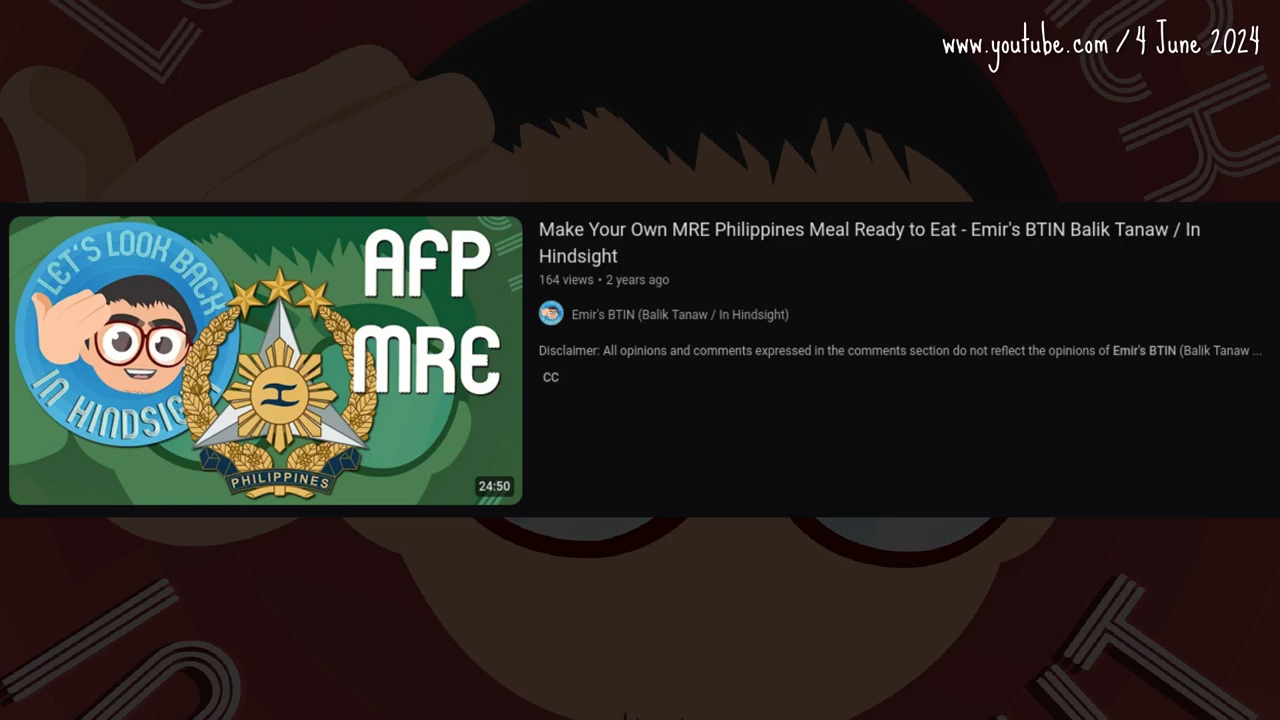 www.youtube.com / 4 June 2024
LET'S LOOK BACK
IN HINDSIG
AFP
MRE
PHILIPPINES
24:50
Make Your Own MRE Philippines Meal Ready to Eat - Emir's BTIN Balik Tanaw / In
Hindsight
164 views • 2 years ago
Emir's BTIN (Balik Tanaw / In Hindsight)
Disclaimer: All opinions and comments expressed in the comments section do not reflect the opinions of Emir's BTIN (Balik Tanaw ...
CC